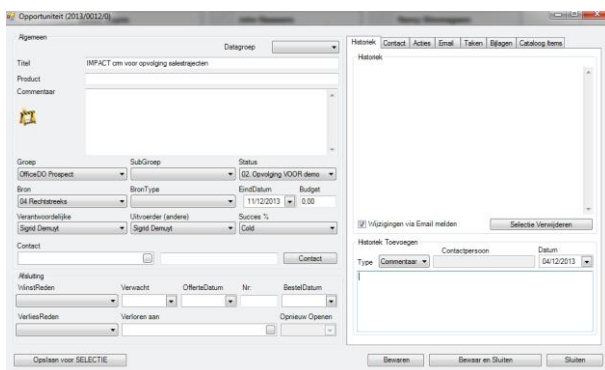 Opportuniteit (2013/0012/0)
Algemeen
Datagroep
Titel IMPACT crm voor opvolging salestrajecten
Product
Commentaar
Groep SubGroep Status
OfficeDO Prospect 02. Opvolging VOOR demo
Bron BronType EindDatum Budget
04 Rechtstreeks 11/12/2013 0,00
Verantwoordelijke Uitvoerder (andere) Succes %
Sigrid Demuyt Sigrid Demuyt Cold
Contact
Contact
Afsluiting
WinstReden Verwacht OfferteDatum Nr. BestelDatum
VerliesReden Verloren aan Opnieuw Openen
Opslaan voor SELECTIE
Historiek Contact Acties Email Taken Bijlagen Cataloog Items
Historiek
Wijzigingen via Email melden Selectie Verwijderen
Historiek Toevoegen
Contactpersoon Datum
Type Commentaar 04/12/2013
Bewaren Bewaar en Sluiten Sluiten